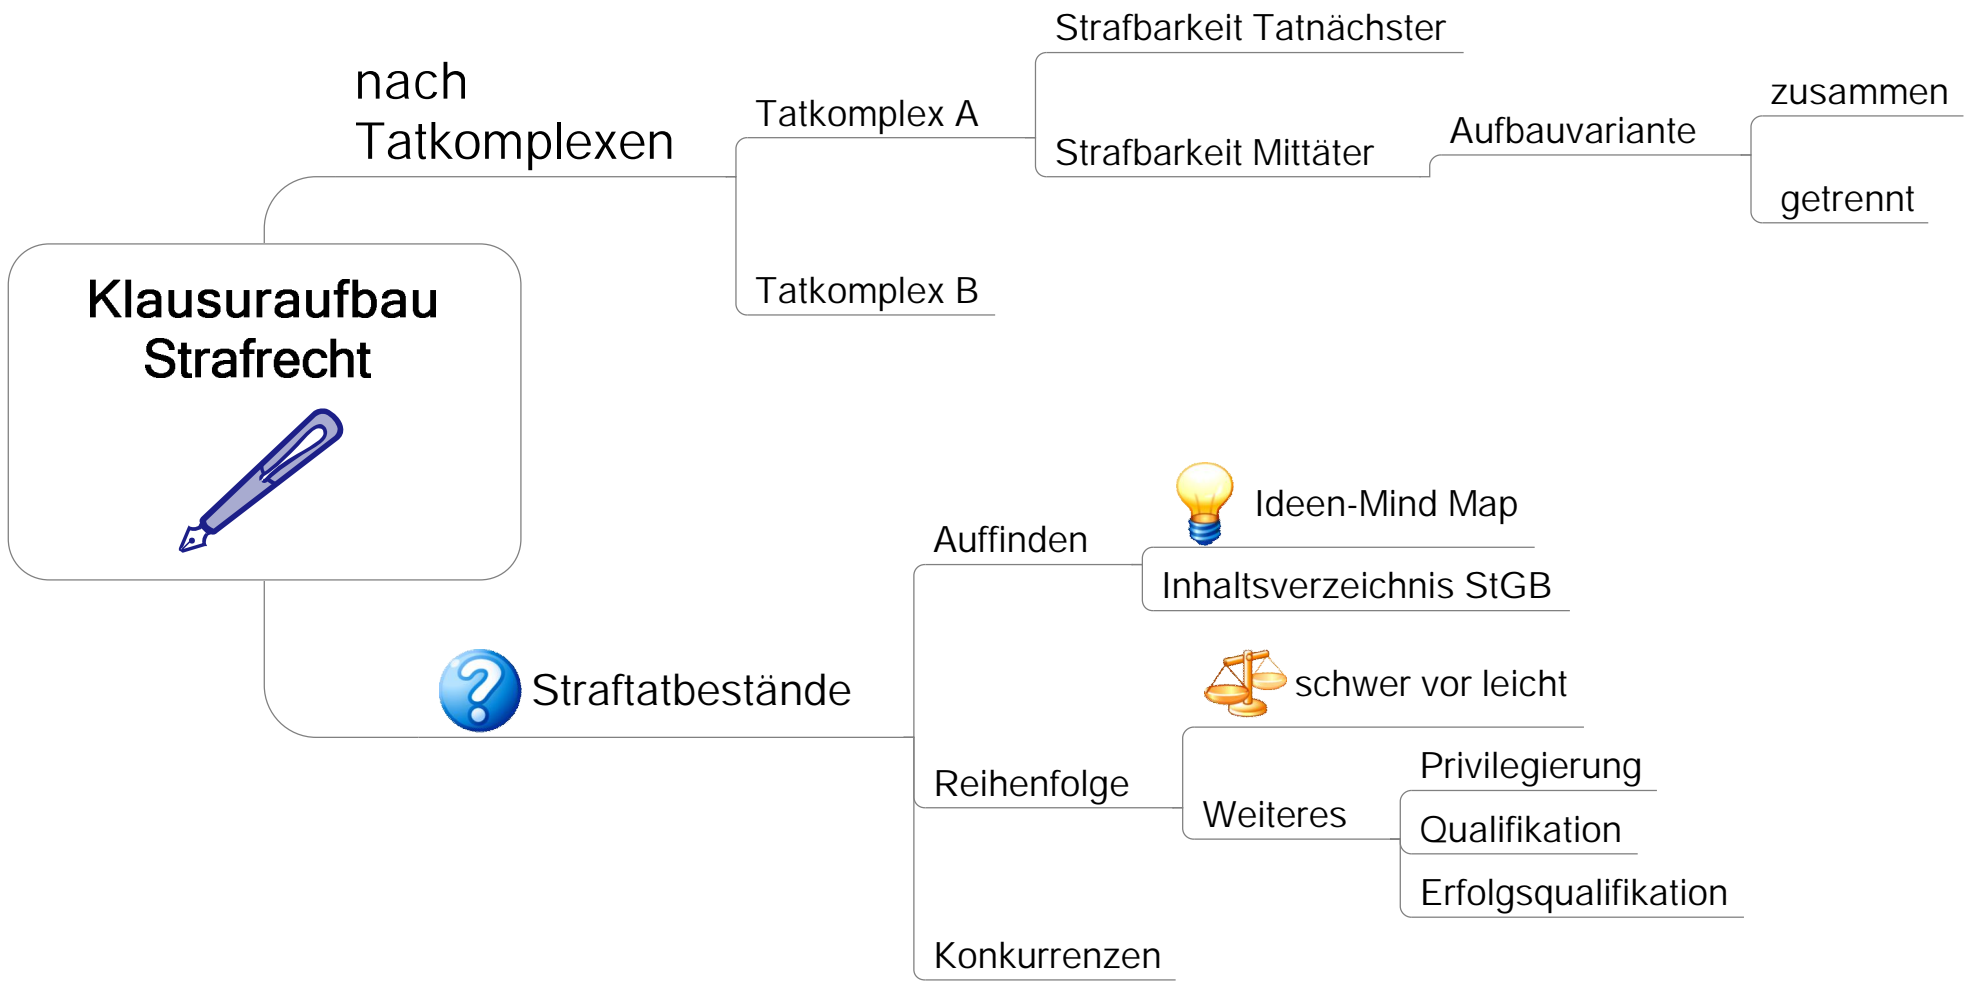 Klausuraufbau
Strafrecht
nach
Tatkomplexen
Tatkomplex A
Strafbarkeit Tatnächster
Strafbarkeit Mittäter
Aufbauvariante
zusammen
getrennt
Tatkomplex B
Straftatbestände
Auffinden
Ideen-Mind Map
Inhaltsverzeichnis StGB
Reihenfolge
schwer vor leicht
Weiteres
Privilegierung
Qualifikation
Erfolgsqualifikation
Konkurrenzen